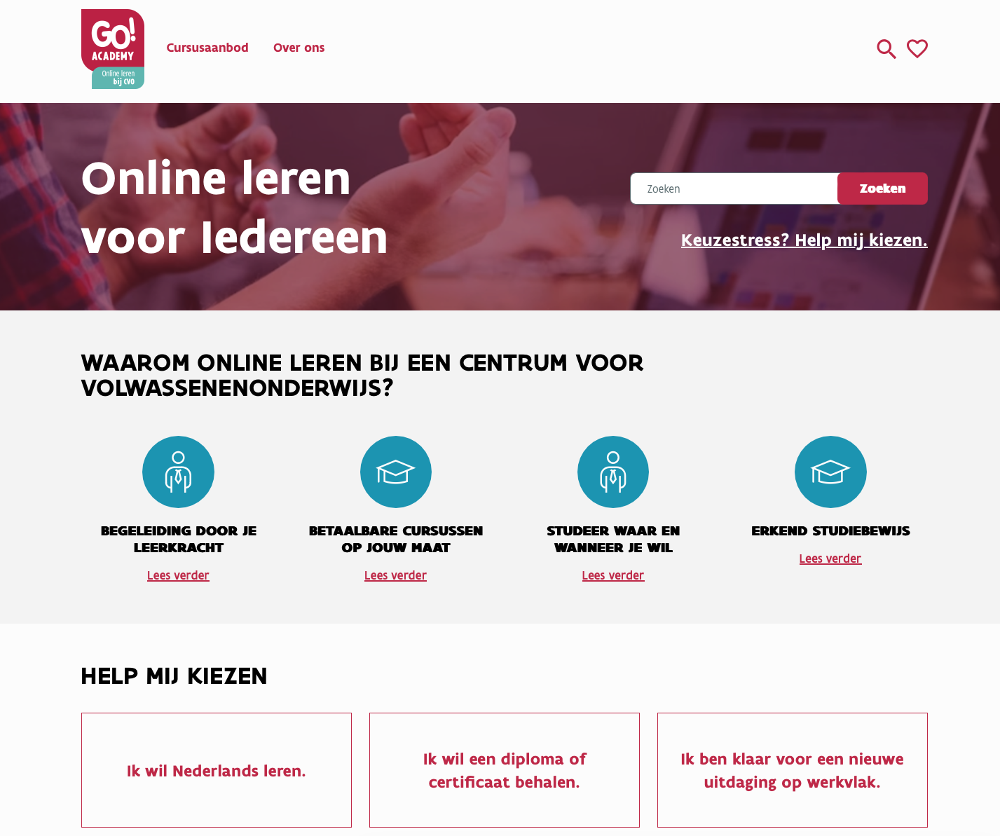 GO!
ACADEMY
Online leren
bij CVO
Cursusaanbod
Over ons
Online leren
voor Iedereen
Zoeken
Zoeken
Keuzestress? Help mij kiezen.
WAAROM ONLINE LEREN BIJ EEN CENTRUM VOOR
VOLWASSENENONDERWIJS?
BEGELEIDING DOOR JE
LEERKRACHT
Lees verder
BETAALBARE CURSUSSEN
OP JOUW MAAT
Lees verder
STUDEER WAAR EN
WANNEER JE WIL
Lees verder
ERKEND STUDIEBEWIJS
Lees verder
HELP MIJ KIEZEN
Ik wil Nederlands leren.
Ik wil een diploma of
certificaat behalen.
Ik ben klaar voor een nieuwe
uitdaging op werkvlak.